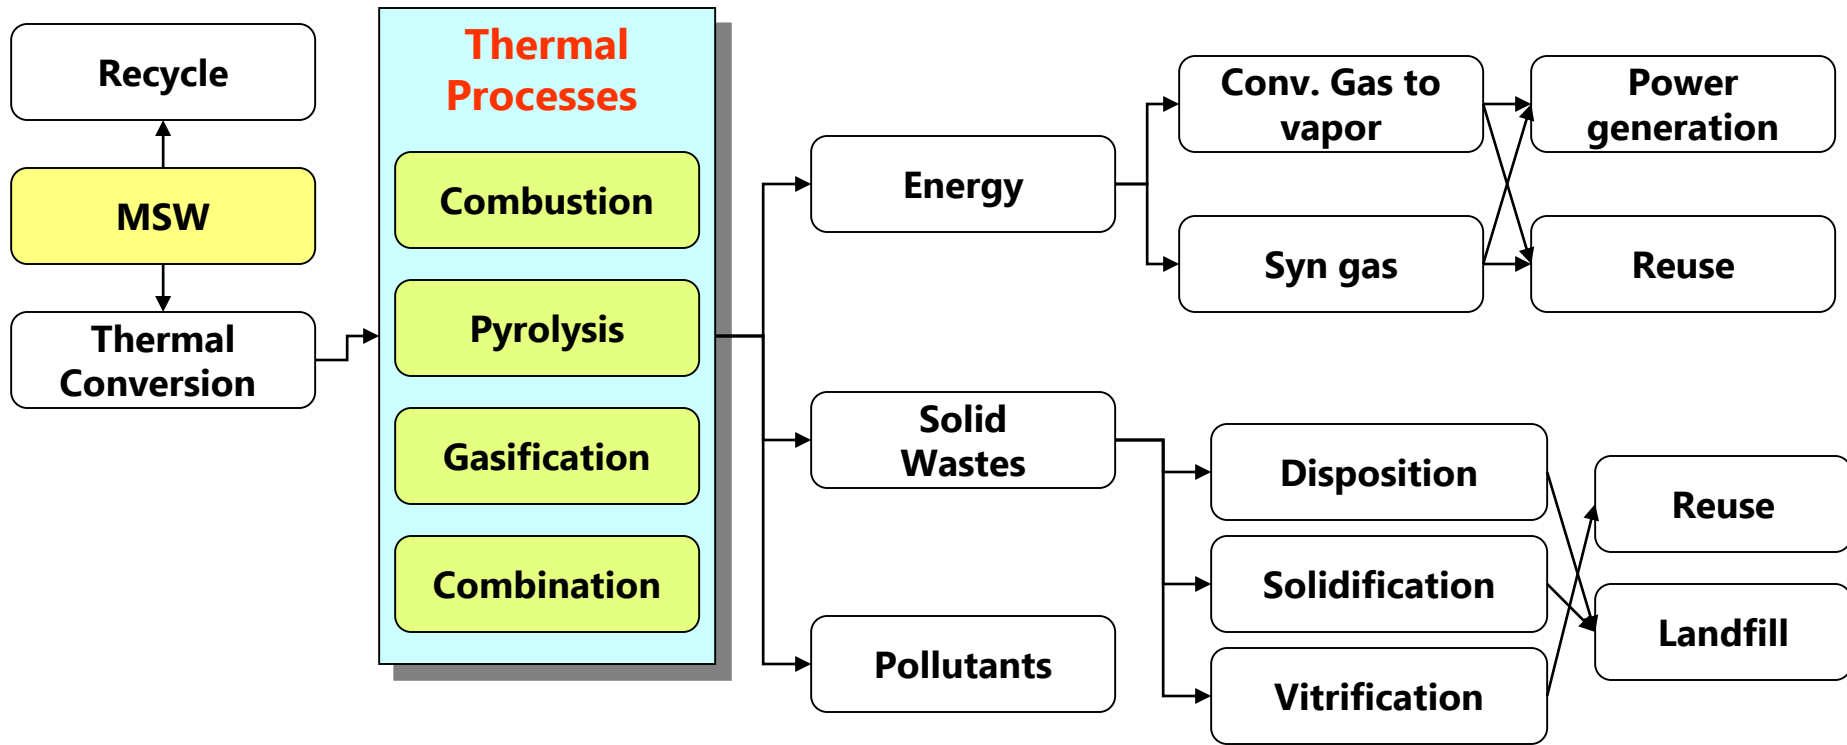 Recycle
MSW
Thermal
Conversion
Thermal
Processes
Combustion
Pyrolysis
Gasification
Combination
Energy
Solid
Wastes
Pollutants
Conv. Gas to
vapor
Syn gas
Power
generation
Reuse
Disposition
Solidification
Vitrification
Reuse
Landfill